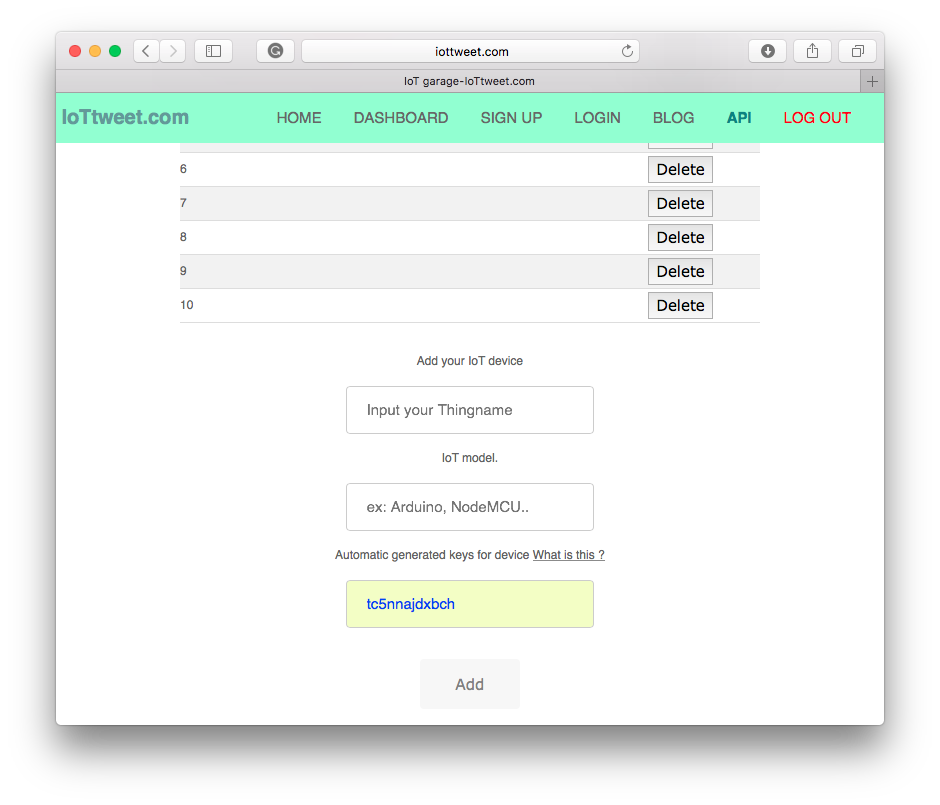 iottweet.com
IoT garage-IoTtweet.com
IoTtweet.com HOME DASHBOARD SIGN UP LOGIN BLOG API LOG OUT
6 Delete
7 Delete
8 Delete
9 Delete
10 Delete
Add your IoT device
Input your Thingname
IoT model.
ex: Arduino, NodeMCU..
Automatic generated keys for device What is this ?
tc5nnajdxbch
Add